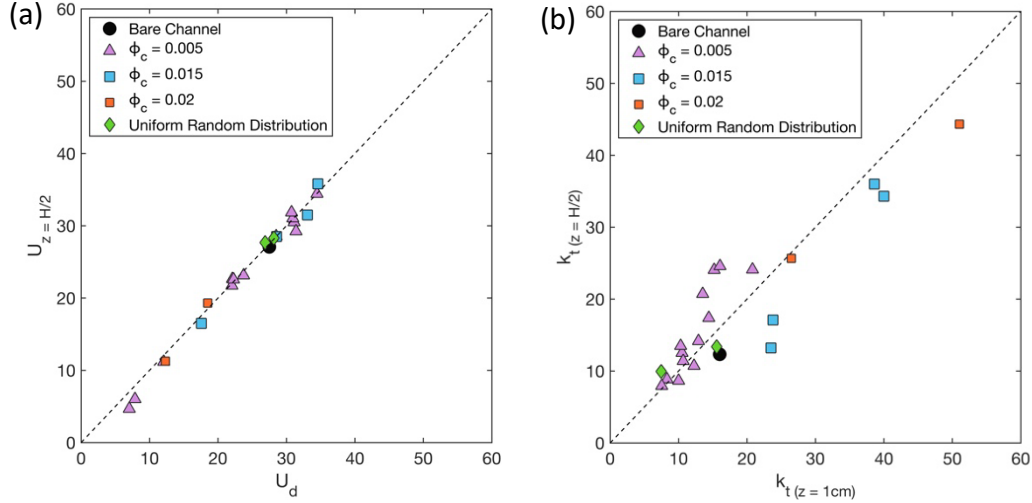 (a)
60
50
40
30
20
10
0
0 10 20 30 40 50 60
U_{z = H/2}
U_d
Bare Channel
ϕ_c = 0.005
ϕ_c = 0.015
ϕ_c = 0.02
Uniform Random Distribution
(b)
60
50
40
30
20
10
0
0 10 20 30 40 50 60
k_{t (z = H/2)}
k_{t (z = 1cm)}
Bare Channel
ϕ_c = 0.005
ϕ_c = 0.015
ϕ_c = 0.02
Uniform Random Distribution